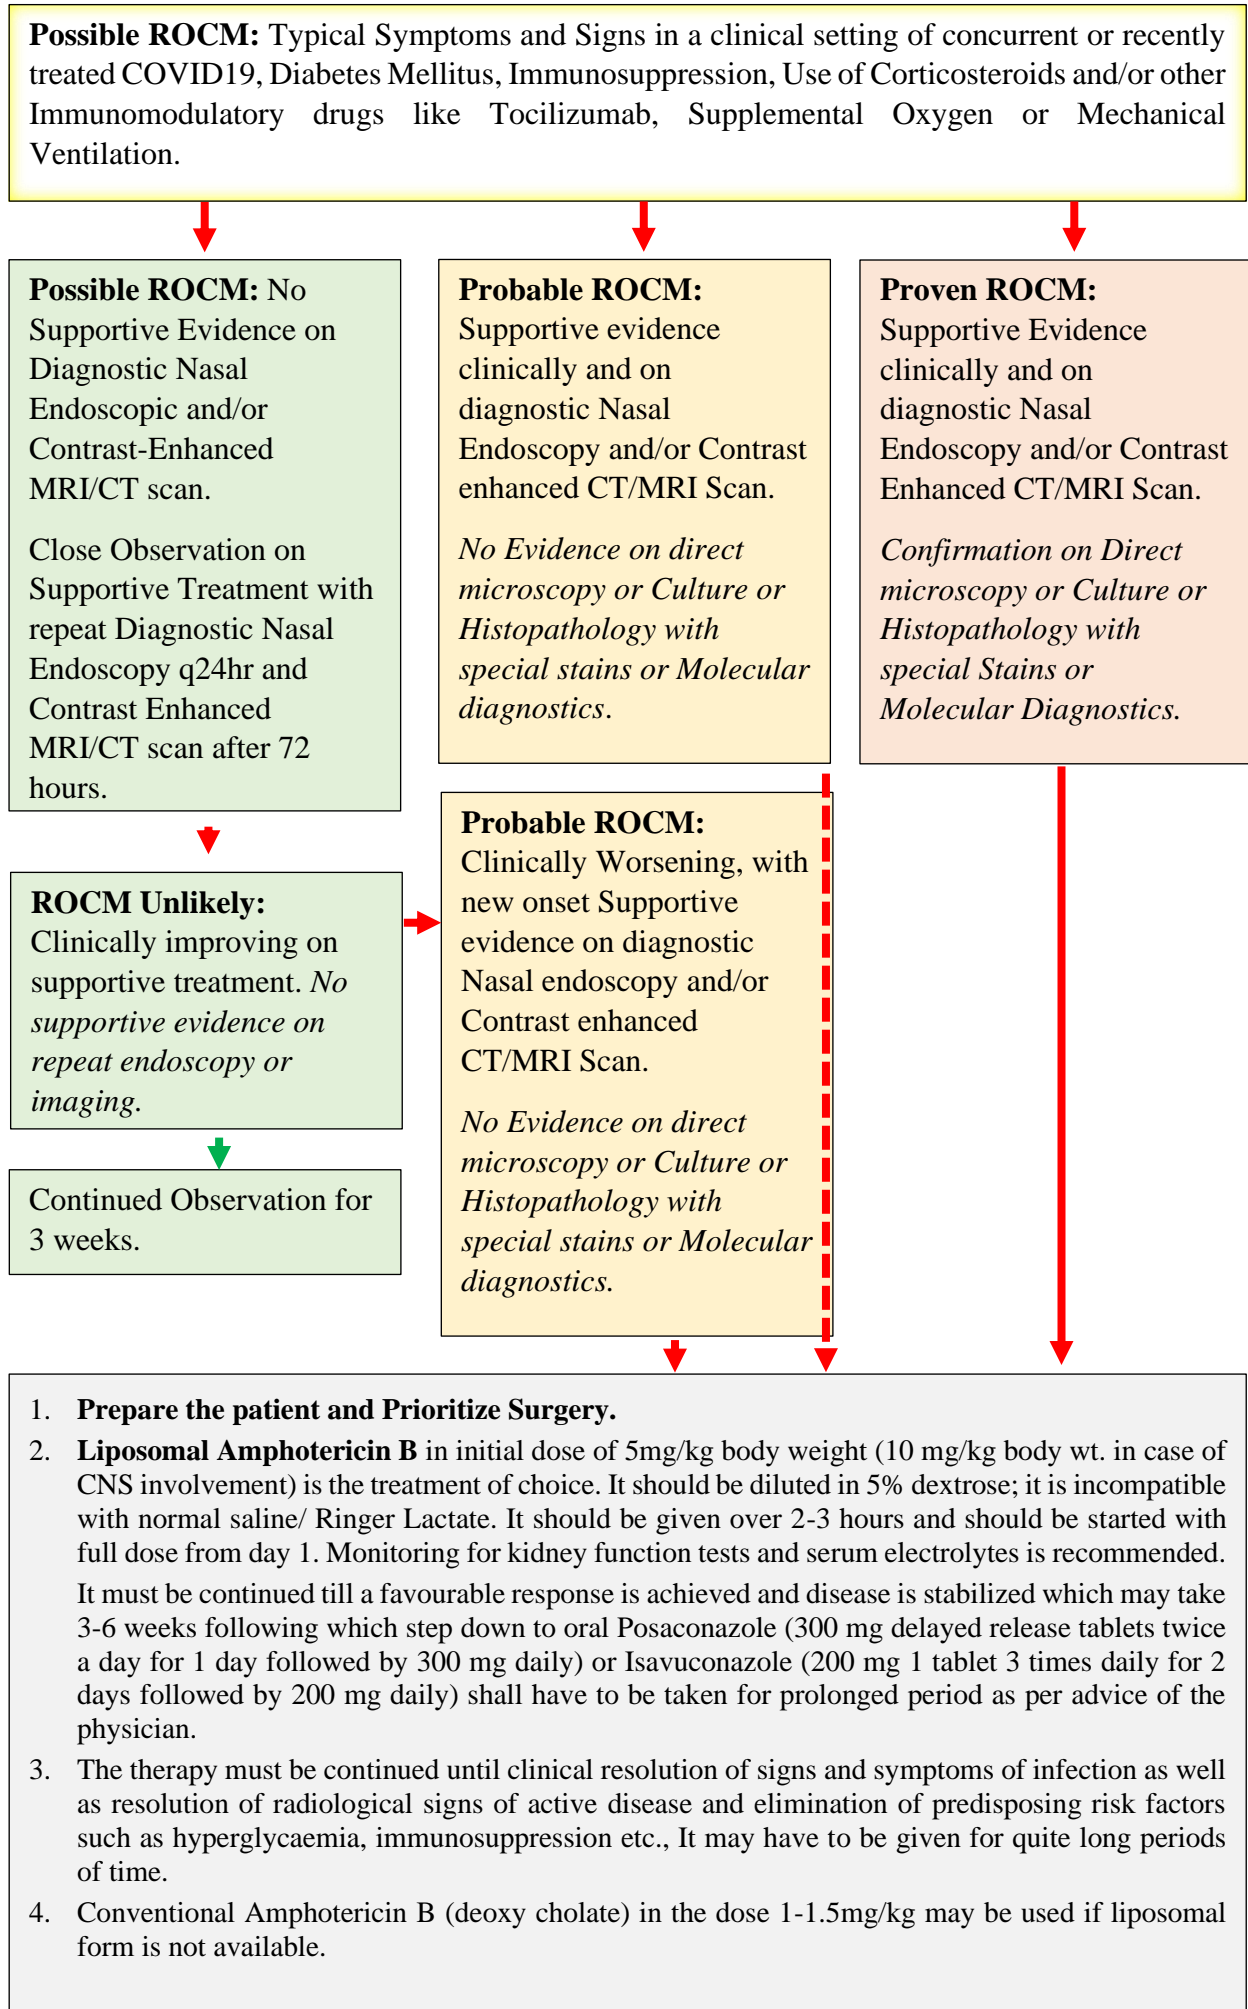 Possible ROCM: Typical Symptoms and Signs in a clinical setting of concurrent or recently
treated COVID19, Diabetes Mellitus, Immunosuppression, Use of Corticosteroids and/or other
Immunomodulatory drugs like Tocilizumab, Supplemental Oxygen or Mechanical
Ventilation.
Possible ROCM: No
Supportive Evidence on
Diagnostic Nasal
Endoscopic and/or
Contrast-Enhanced
MRI/CT scan.
Close Observation on
Supportive Treatment with
repeat Diagnostic Nasal
Endoscopy q24hr and
Contrast Enhanced
MRI/CT scan after 72
hours.
Probable ROCM:
Supportive evidence
clinically and on
diagnostic Nasal
Endoscopy and/or Contrast
enhanced CT/MRI Scan.
No Evidence on direct
microscopy or Culture or
Histopathology with
special stains or Molecular
diagnostics.
Proven ROCM:
Supportive Evidence
clinically and on
diagnostic Nasal
Endoscopy and/or Contrast
Enhanced CT/MRI Scan.
Confirmation on Direct
microscopy or Culture or
Histopathology with
special Stains or
Molecular Diagnostics.
ROCM Unlikely:
Clinically improving on
supportive treatment. No
supportive evidence on
repeat endoscopy or
imaging.
Continued Observation for
3 weeks.
Probable ROCM:
Clinically Worsening, with
new onset Supportive
evidence on diagnostic
Nasal endoscopy and/or
Contrast enhanced
CT/MRI Scan.
No Evidence on direct
microscopy or Culture or
Histopathology with
special stains or Molecular
diagnostics.
1. Prepare the patient and Prioritize Surgery.
2. Liposomal Amphotericin B in initial dose of 5mg/kg body weight (10 mg/kg body wt. in case of
CNS involvement) is the treatment of choice. It should be diluted in 5% dextrose; it is incompatible
with normal saline/ Ringer Lactate. It should be given over 2-3 hours and should be started with
full dose from day 1. Monitoring for kidney function tests and serum electrolytes is recommended.
It must be continued till a favourable response is achieved and disease is stabilized which may take
3-6 weeks following which step down to oral Posaconazole (300 mg delayed release tablets twice
a day for 1 day followed by 300 mg daily) or Isavuconazole (200 mg 1 tablet 3 times daily for 2
days followed by 200 mg daily) shall have to be taken for prolonged period as per advice of the
physician.
3. The therapy must be continued until clinical resolution of signs and symptoms of infection as well
as resolution of radiological signs of active disease and elimination of predisposing risk factors
such as hyperglycaemia, immunosuppression etc., It may have to be given for quite long periods
of time.
4. Conventional Amphotericin B (deoxy cholate) in the dose 1-1.5mg/kg may be used if liposomal
form is not available.